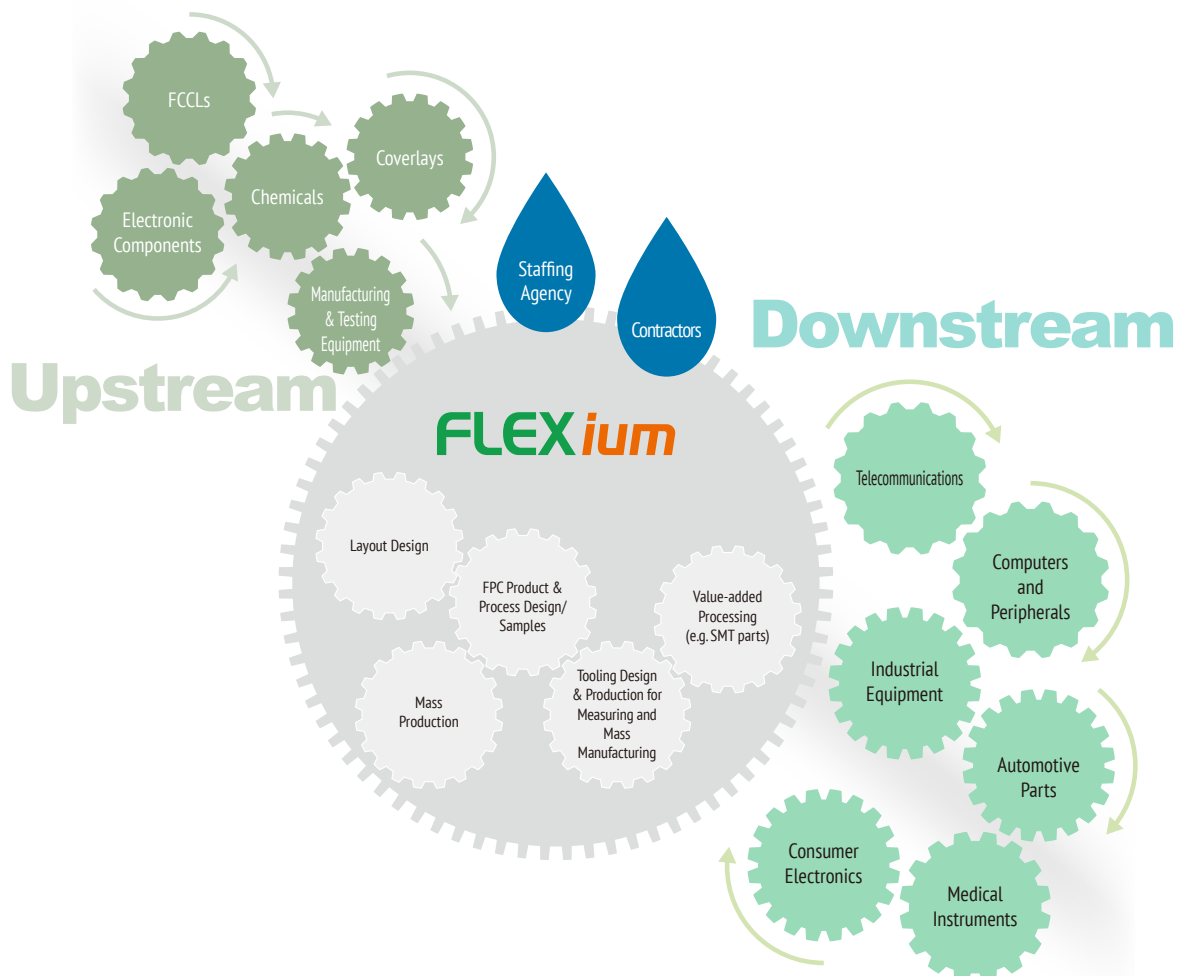 FCCLs
Coverlays
Chemicals
Electronic
Components
Manufacturing
& Testing
Equipment
Upstream
Staffing
Agency
Contractors
Downstream
FLEXium
Layout Design
FPC Product &
Process Design/
Samples
Value-added
Processing
(e.g. SMT parts)
Mass
Production
Tooling Design
& Production for
Measuring and
Mass
Manufacturing
Telecommunications
Computers
and
Peripherals
Industrial
Equipment
Automotive
Parts
Consumer
Electronics
Medical
Instruments